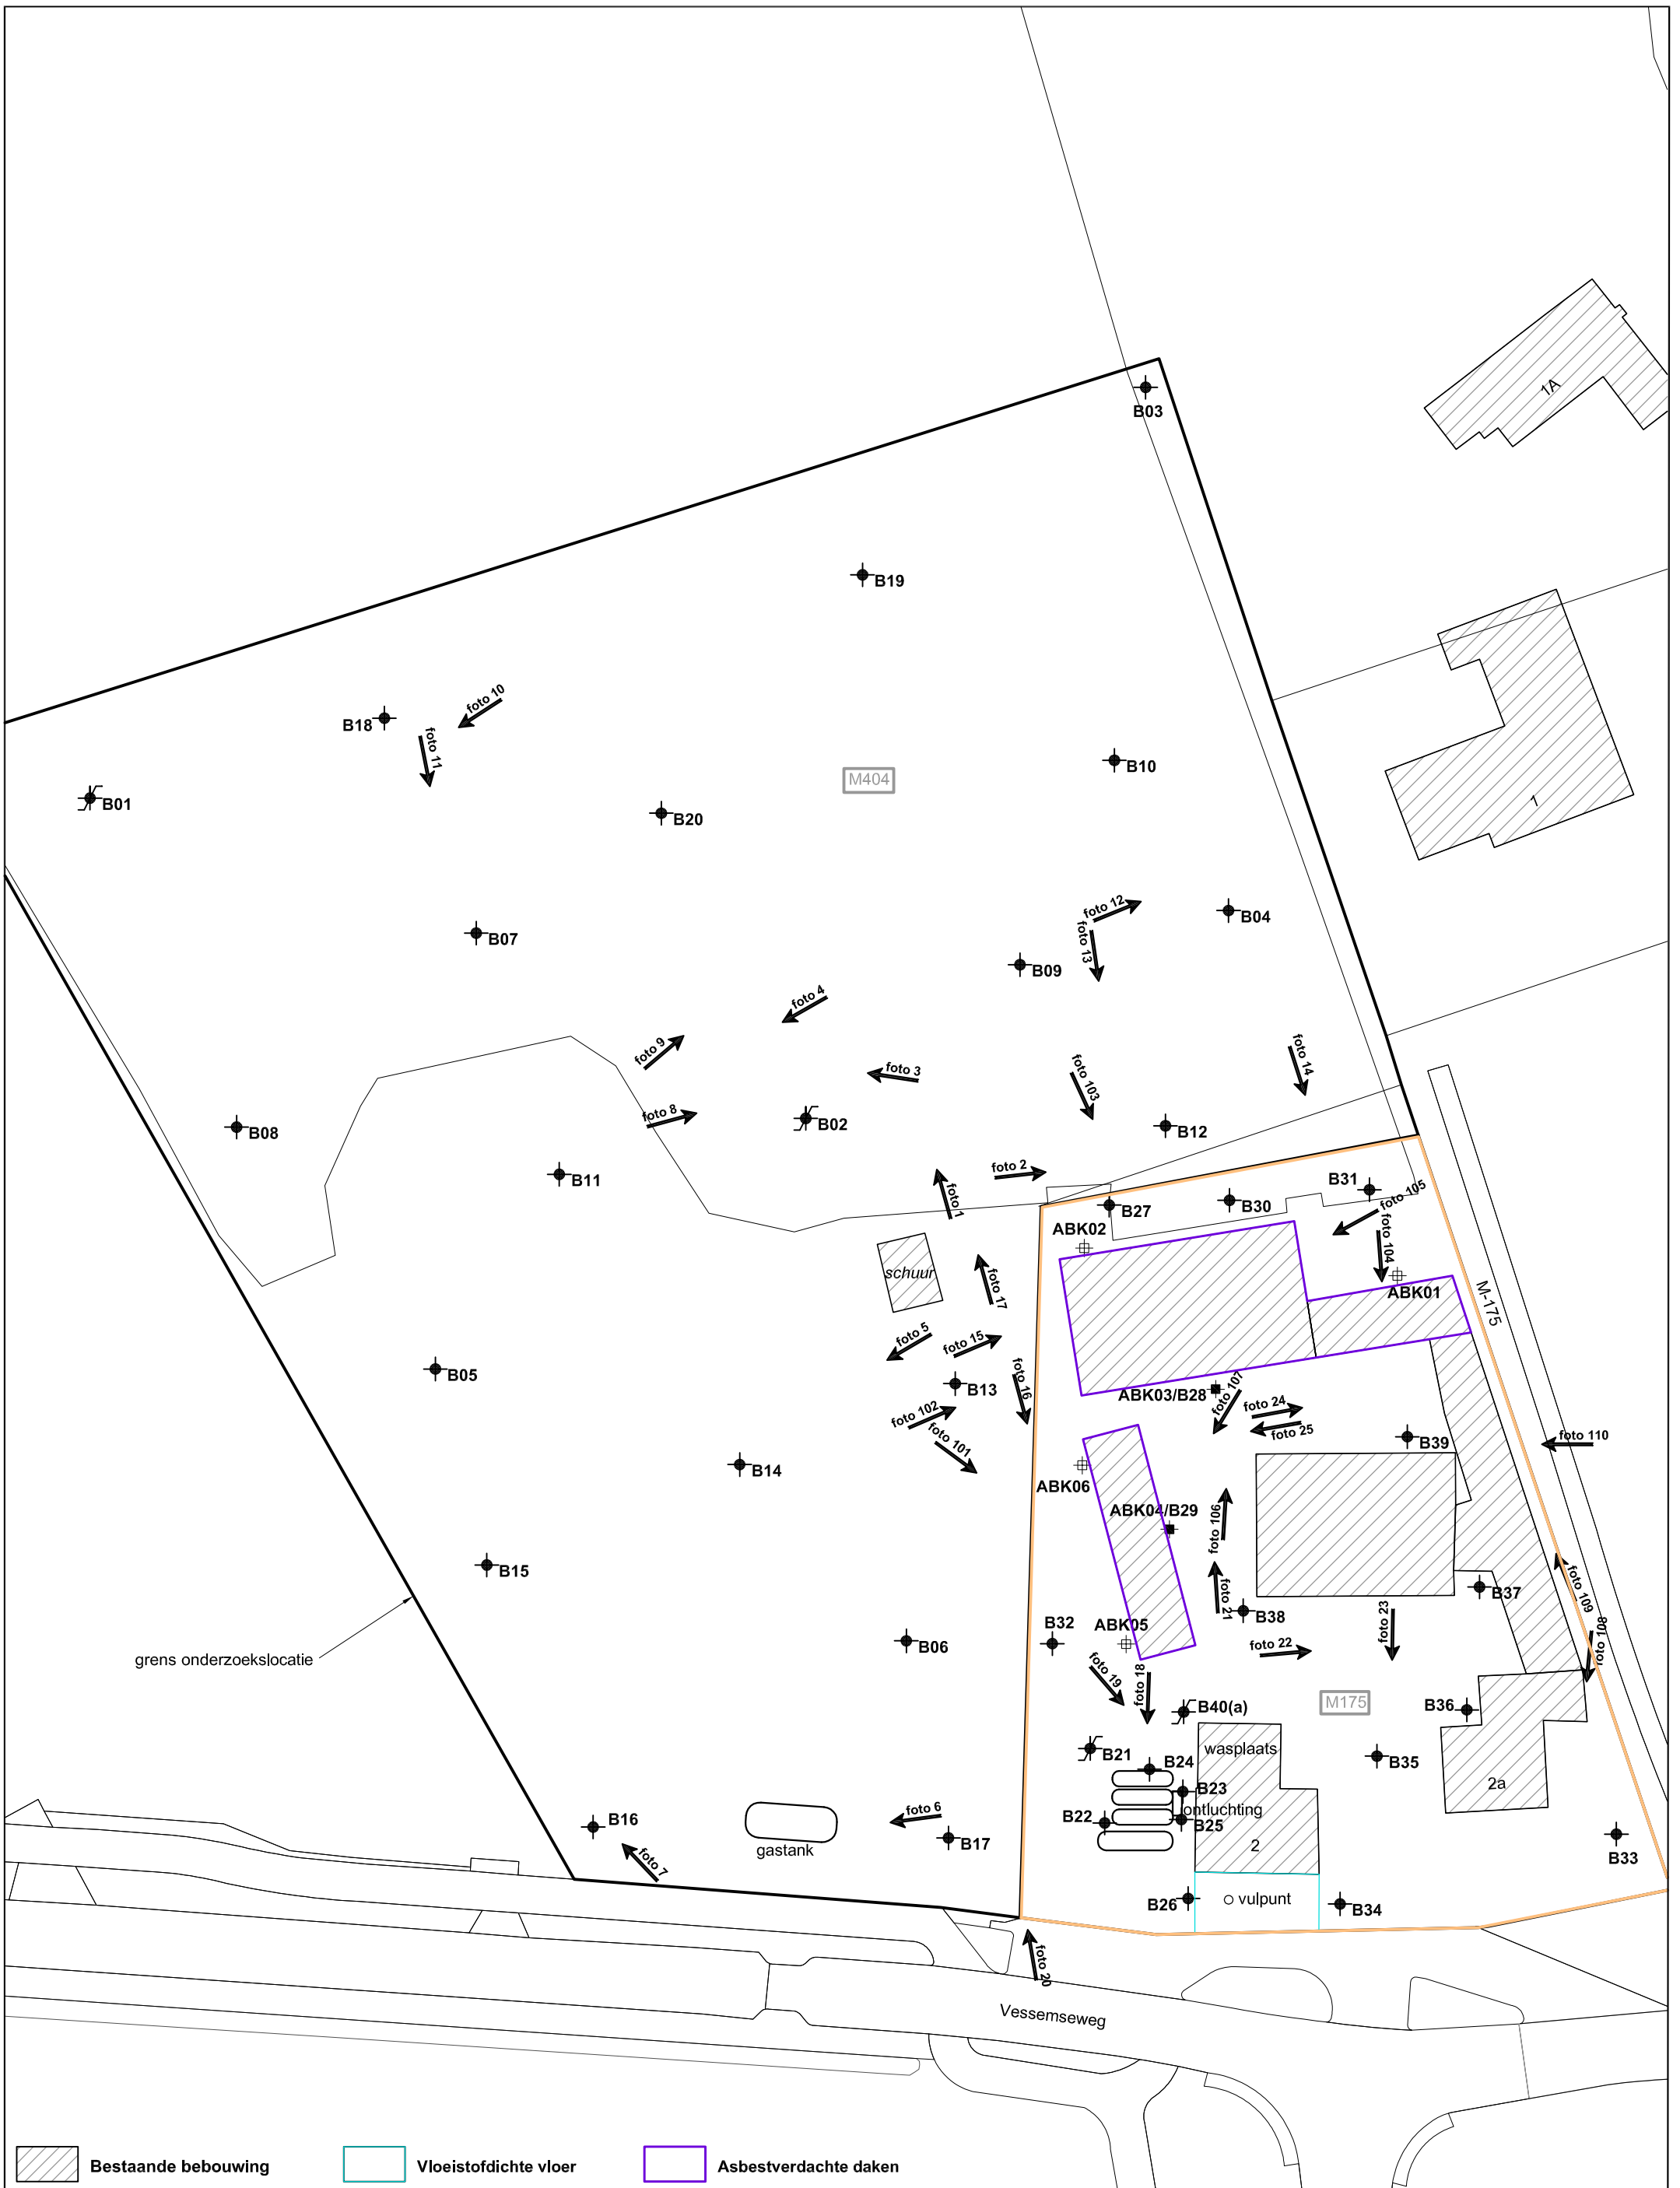 1A
B03
B19
foto 10
B18
foto 11
B10
M404
B01
B20
1
foto 12
B04
B07
foto 13
B09
foto 4
foto 9
foto 14
foto 3
foto 103
foto 8
B02
B12
B08
foto 2
B11
B31
foto 1
foto 105
B27
B30
ABK02
foto 104
schuur
foto 17
ABK01
M-175
foto 5
foto 15
B05
foto 16
B13
ABK03/B28
foto 107
foto 102
foto 24
foto 25
foto 101
B39
foto 110
B14
ABK06
ABK04/B29
foto 106
B15
foto 109
B37
foto 21
B38
foto 23
B32
ABK05
foto 108
B06
foto 22
grens onderzoekslocatie
foto 19
foto 18
M175
B36
B40(a)
wasplaats
B21
B24
B35
2a
B23
foto 6
ontluchting
B22
B25
B16
B17
2
gastank
B33
foto 7
B26
vulpunt
B34
foto 20
Vessemseweg
Bestaande bebouwing
Vloeistofdichte vloer
Asbestverdachte daken